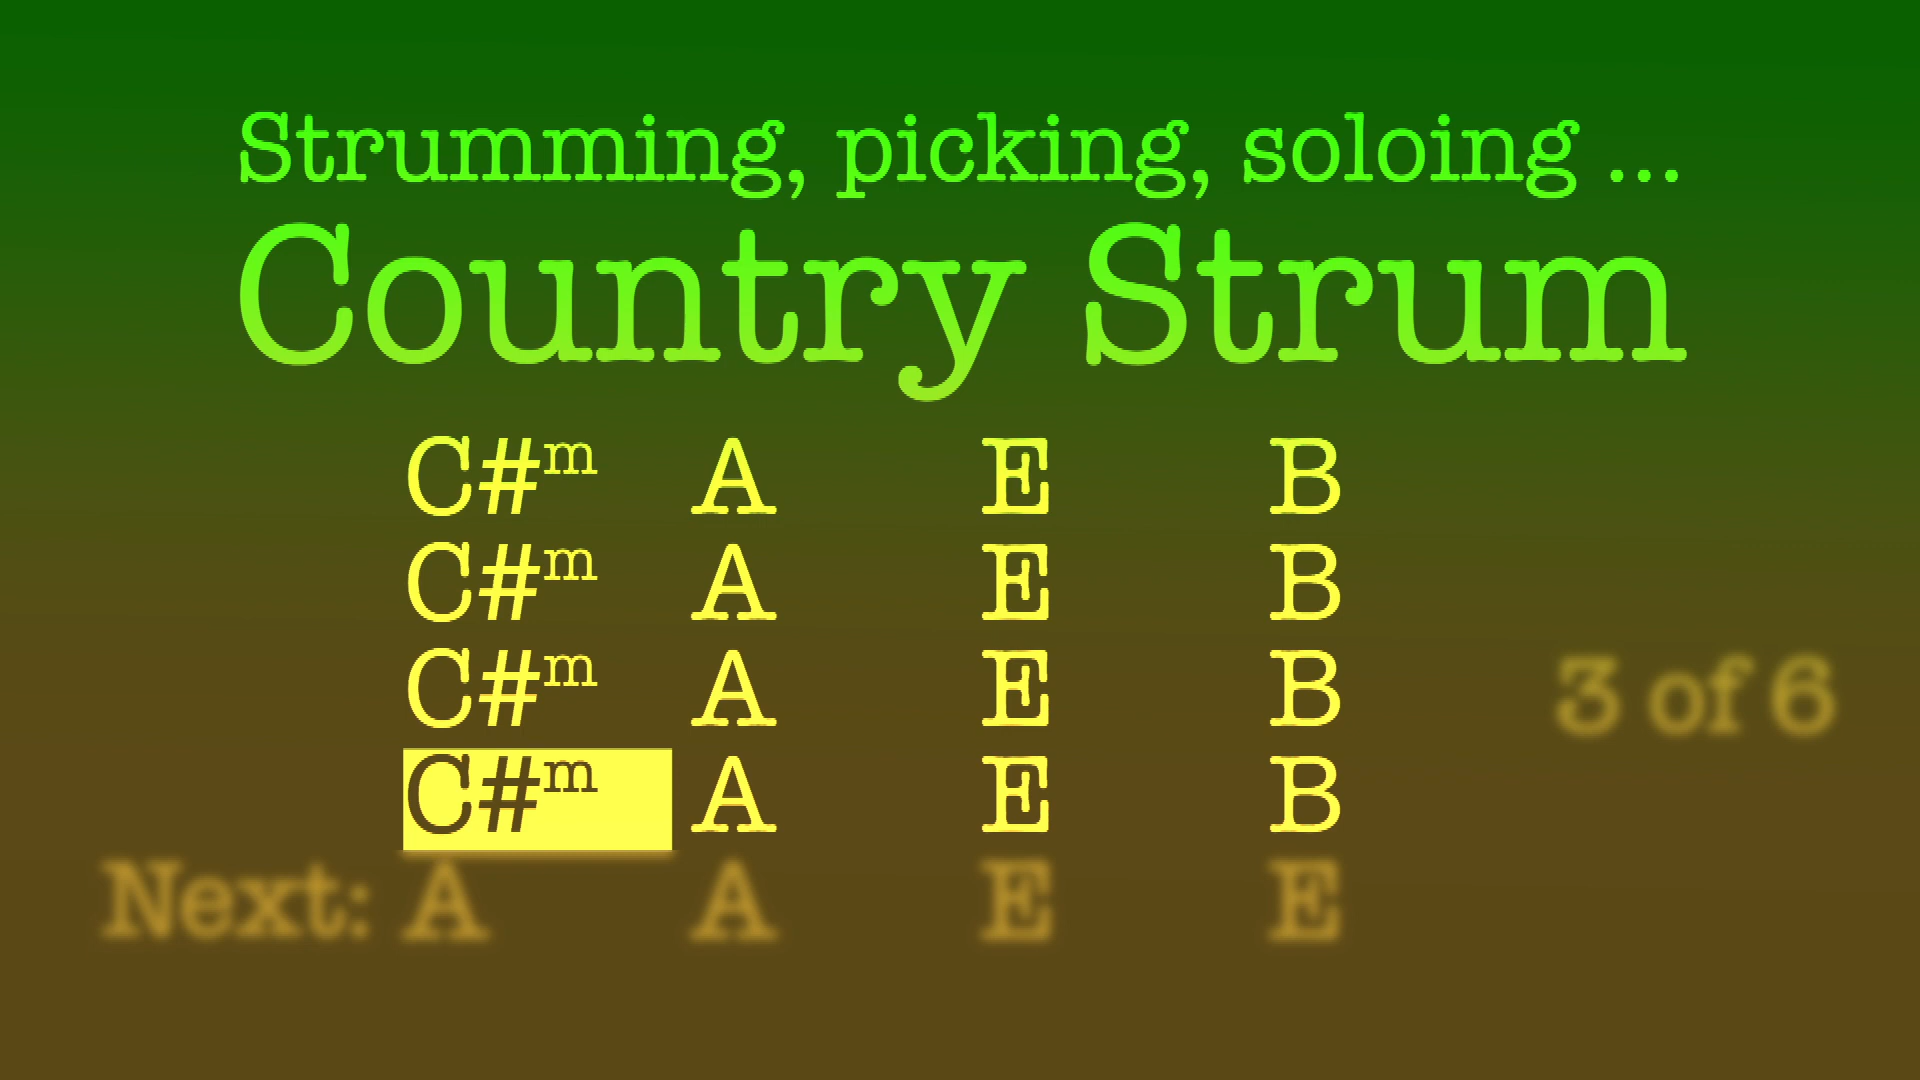 Strumming, picking, soloing ...
Country Strum
C#m A E B
C#m A E B
C#m A E B
3 of 6
C#m A E B
Next: A A E E